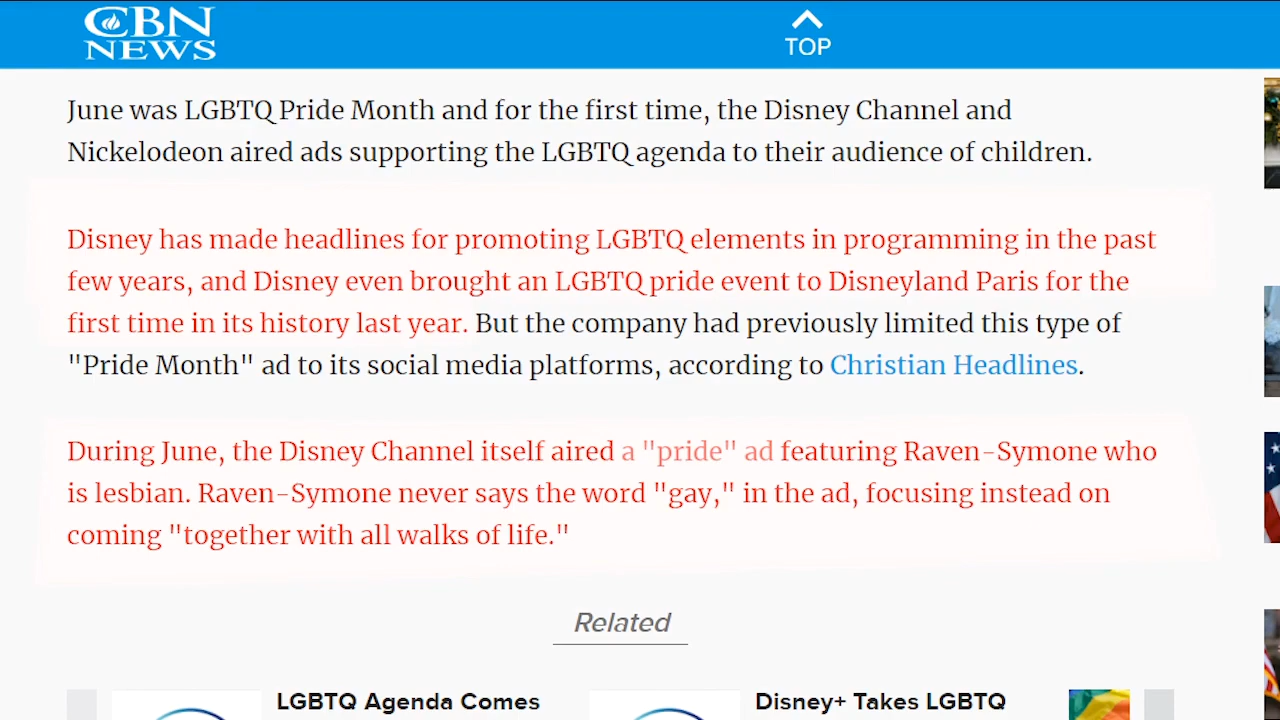 CBN
NEWS
TOP
June was LGBTQ Pride Month and for the first time, the Disney Channel and
Nickelodeon aired ads supporting the LGBTQ agenda to their audience of children.
Disney has made headlines for promoting LGBTQ elements in programming in the past
few years, and Disney even brought an LGBTQ pride event to Disneyland Paris for the
first time in its history last year. But the company had previously limited this type of
"Pride Month" ad to its social media platforms, according to Christian Headlines.
During June, the Disney Channel itself aired a "pride" ad featuring Raven-Symone who
is lesbian. Raven-Symone never says the word "gay," in the ad, focusing instead on
coming "together with all walks of life."
Related
LGBTQ Agenda Comes
Disney+ Takes LGBTQ